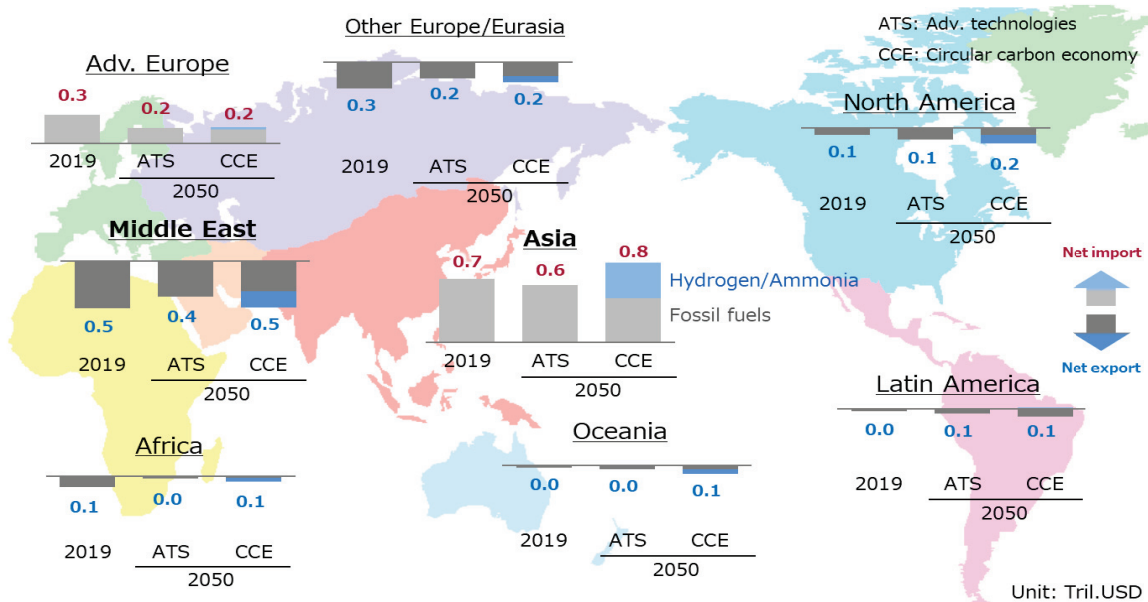 ATS: Adv. technologies
CCE: Circular carbon economy
Adv. Europe
0.3
0.2
0.2
2019
ATS
CCE
2050
Other Europe/Eurasia
0.3
0.2
0.2
2019
ATS
CCE
2050
North America
0.1
0.1
0.2
2019
ATS
CCE
2050
Middle East
0.5
0.4
0.5
2019
ATS
CCE
2050
Asia
0.7
0.6
0.8
Hydrogen/Ammonia
Fossil fuels
2019
ATS
CCE
2050
Net import
Net export
Latin America
0.0
0.1
0.1
2019
ATS
CCE
2050
Africa
0.1
0.0
0.1
2019
ATS
CCE
2050
Oceania
0.0
0.0
0.1
2019
ATS
CCE
2050
Unit: Tril.USD